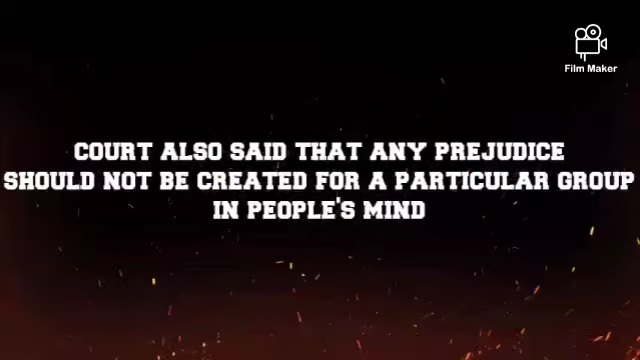 Film Maker
COURT ALSO SAID THAT ANY PREJUDICE
SHOULD NOT BE CREATED FOR A PARTICULAR GROUP
IN PEOPLE'S MIND